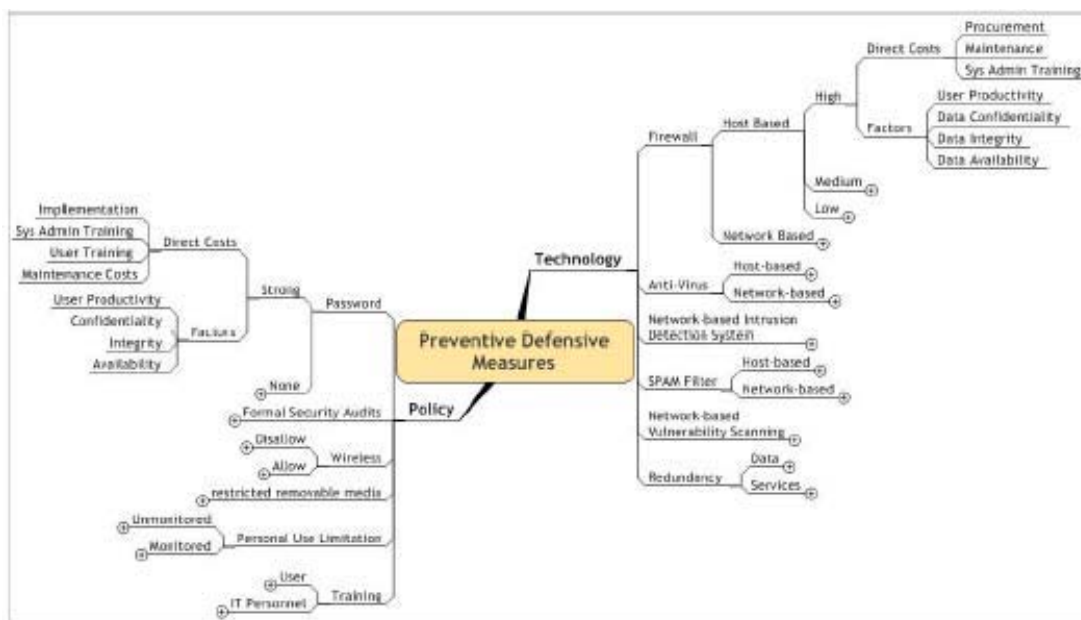 Preventive Defensive
Measures
Technology
Firewall
Host Based
High
Direct Costs
Procurement
Maintenance
Sys Admin Training
Factors
User Productivity
Data Confidentiality
Data Integrity
Data Availability
Medium
Low
Network Based
Anti-Virus
Host-based
Network-based
Network-based Intrusion
Detection System
SPAM Filter
Host-based
Network-based
Network-based
Vulnerability Scanning
Redundancy
Data
Services
Policy
Password
Strong
Direct Costs
Implementation
Sys Admin Training
User Training
Maintenance Costs
Factors
User Productivity
Confidentiality
Integrity
Availability
None
Formal Security Audits
Wireless
Disallow
Allow
restricted removable media
Personal Use Limitation
Unmonitored
Monitored
Training
User
IT Personnel